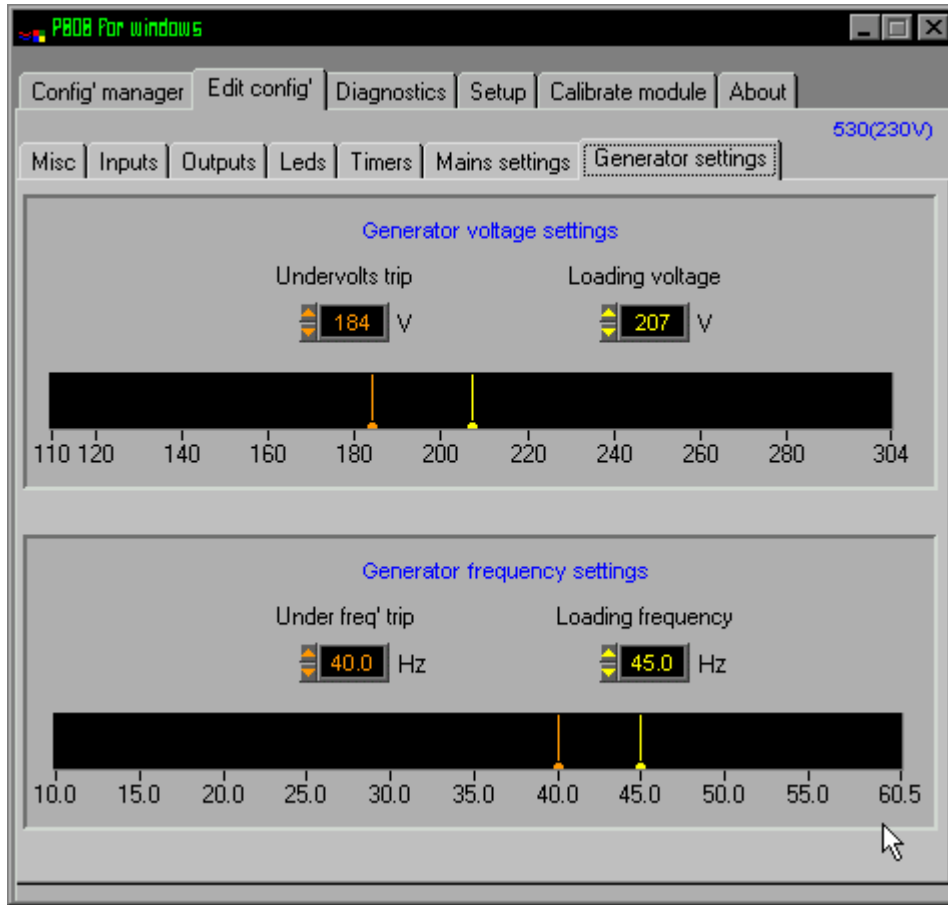 P808 For windows
Config' manager Edit config' Diagnostics Setup Calibrate module About
530(230V)
Misc Inputs Outputs Leds Timers Mains settings Generator settings
Generator voltage settings
Undervolts trip Loading voltage
184 V 207 V
110 120 140 160 180 200 220 240 260 280 304
Generator frequency settings
Under freq' trip Loading frequency
40.0 Hz 45.0 Hz
10.0 15.0 20.0 25.0 30.0 35.0 40.0 45.0 50.0 55.0 60.5